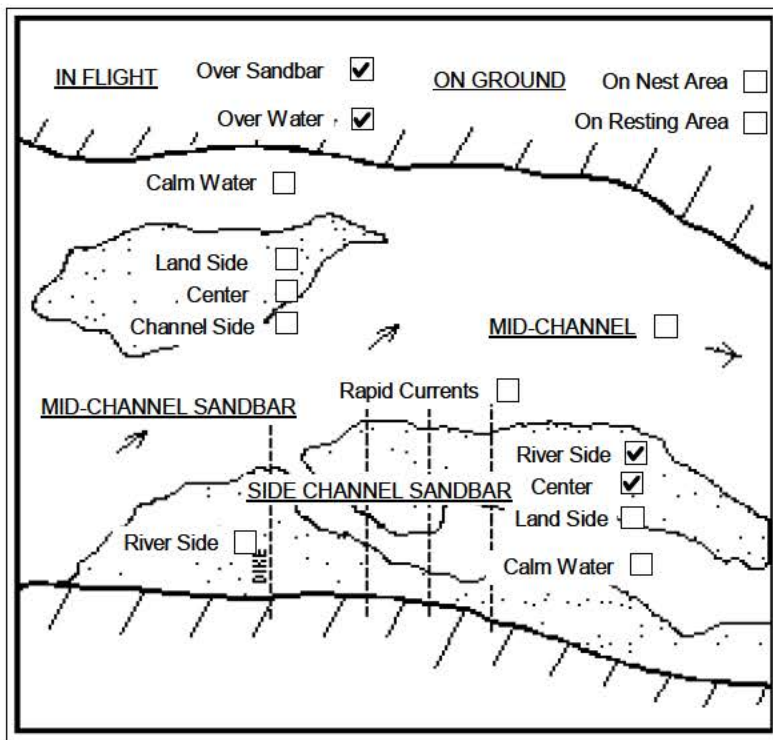 IN FLIGHT
Over Sandbar
ON GROUND
On Nest Area
Over Water
On Resting Area
Calm Water
Land Side
Center
Channel Side
MID-CHANNEL
Rapid Currents
MID-CHANNEL SANDBAR
River Side
SIDE CHANNEL SANDBAR
Center
Land Side
River Side
DIKE
Calm Water